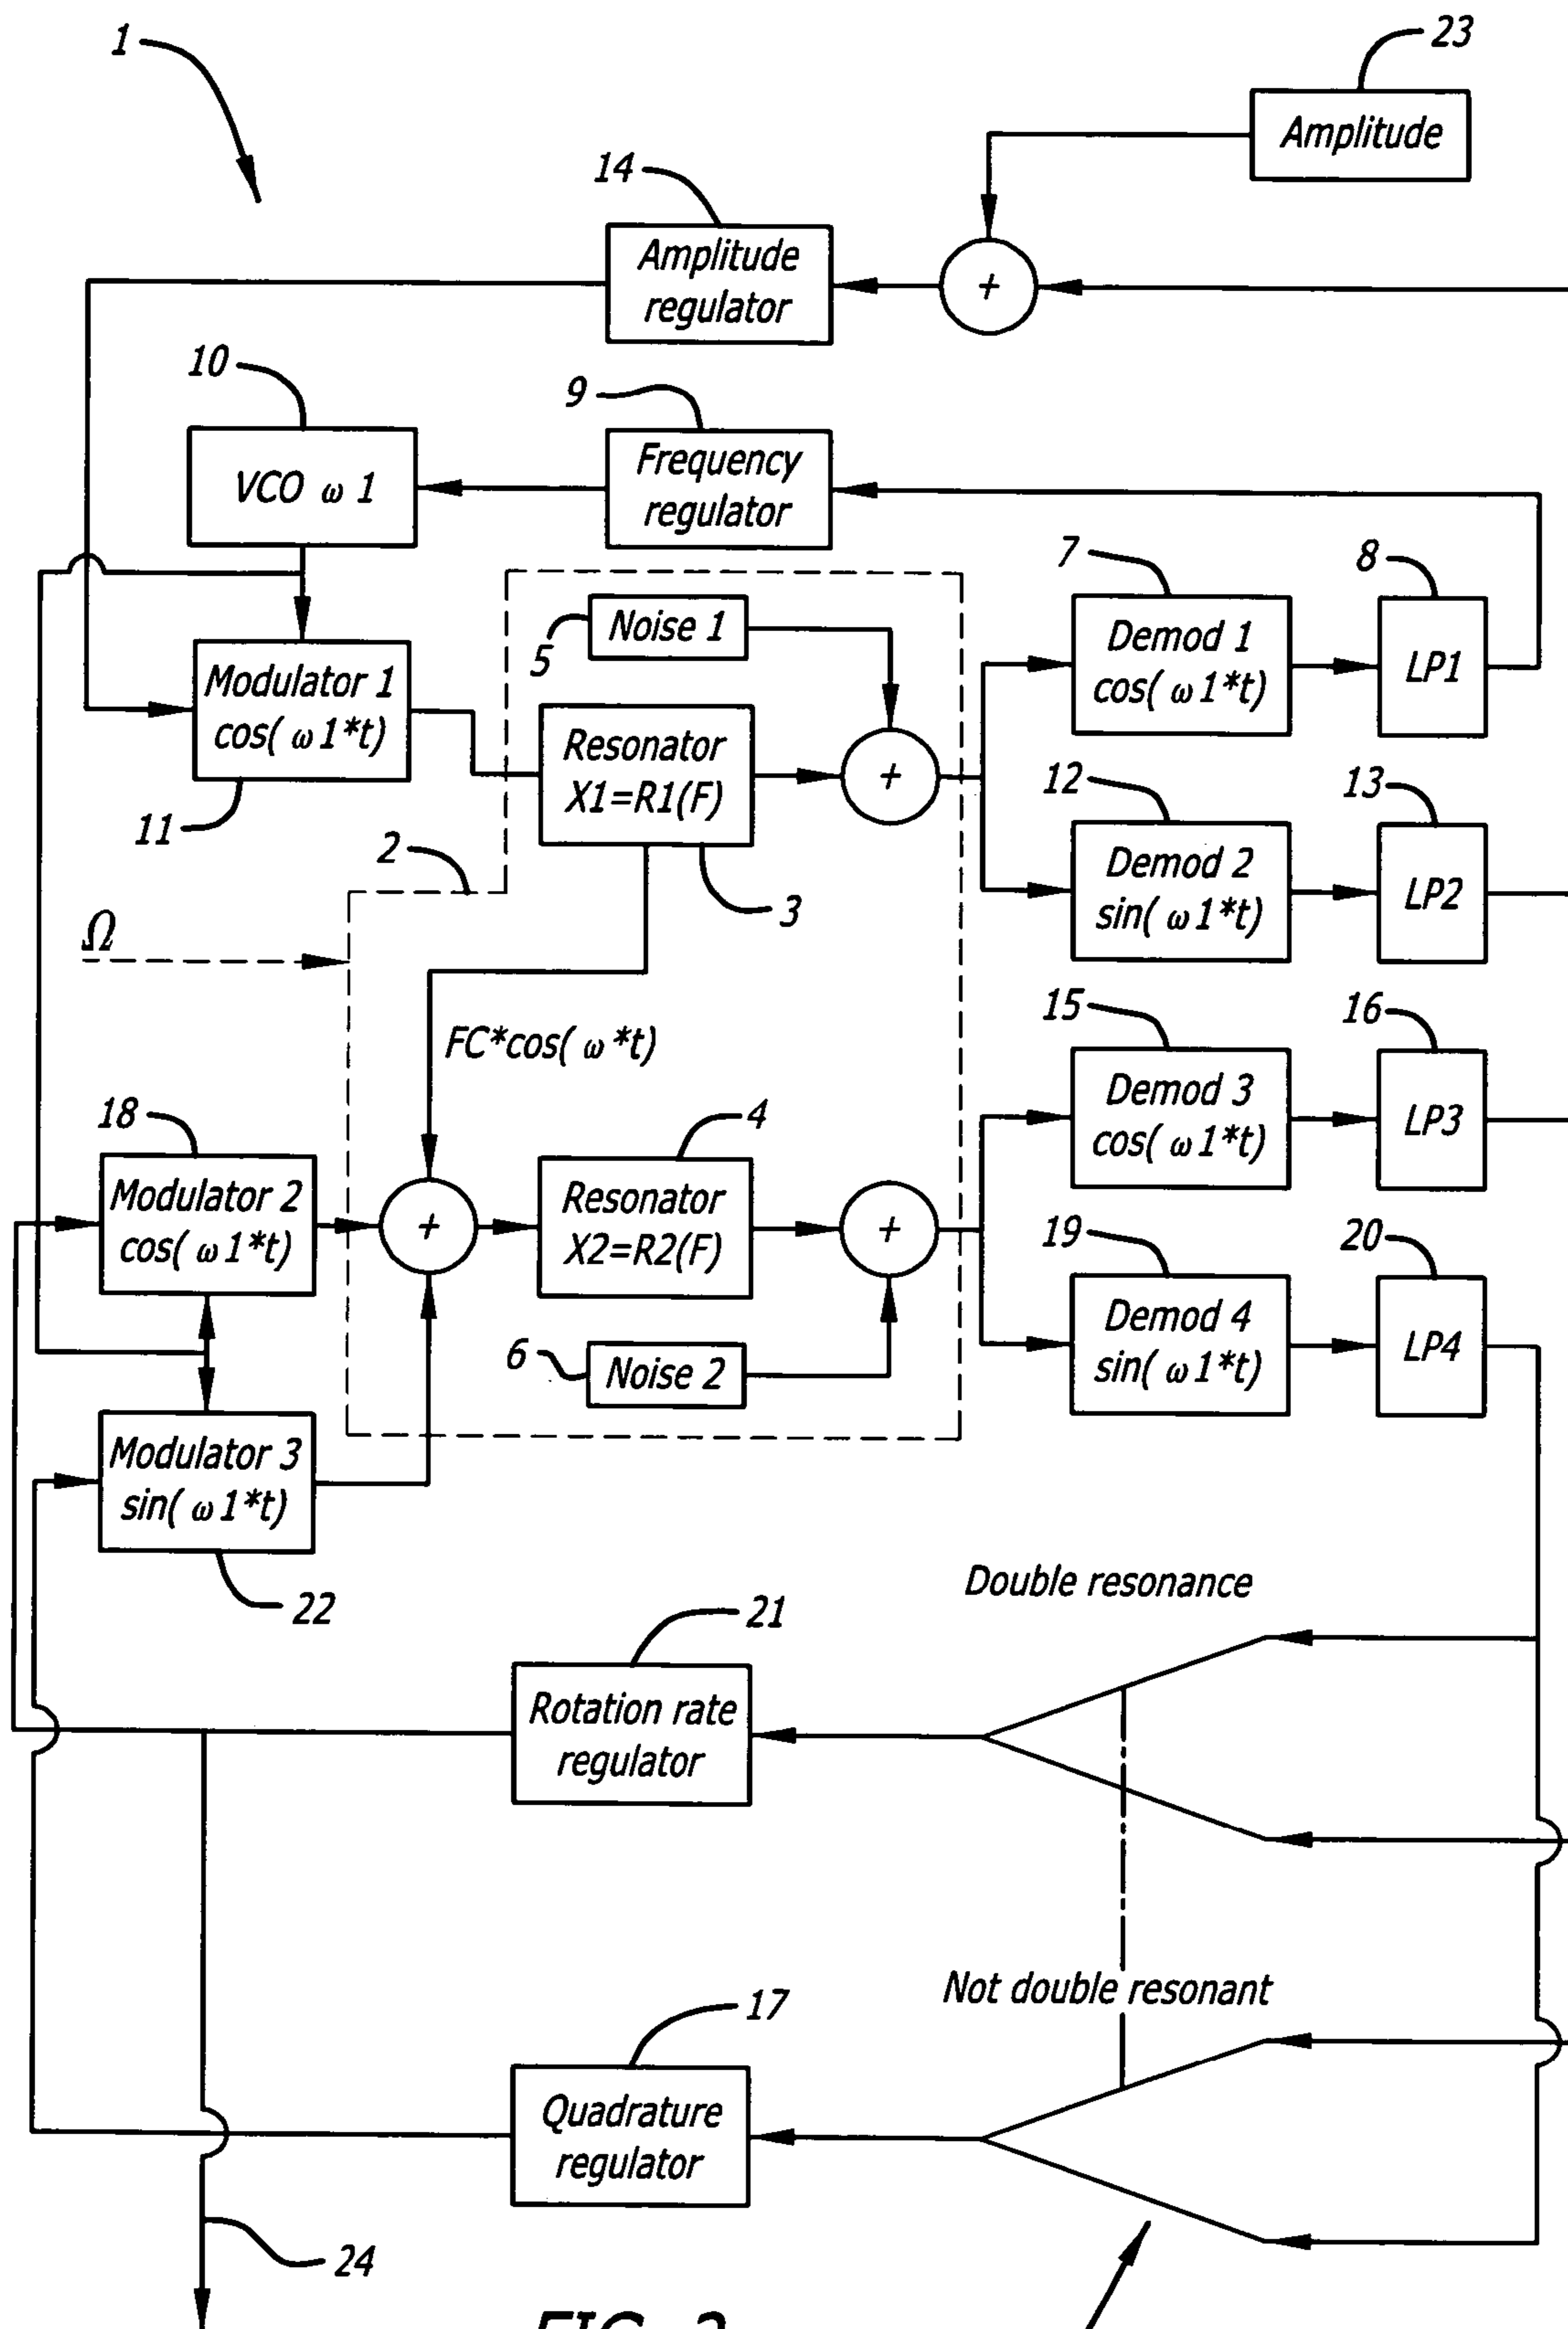 1
23
Amplitude
14
Amplitude
regulator
+
10
VCO ω 1
9
Frequency
regulator
7
Demod 1
cos( ω 1*t)
8
LP1
5
Noise 1
Modulator 1
cos( ω 1*t)
11
Resonator
X1=R1(F)
+
3
2
12
Demod 2
sin( ω 1*t)
13
LP2
Ω
FC*cos( ω *t)
15
Demod 3
cos( ω 1*t)
16
LP3
18
Modulator 2
cos( ω 1*t)
+
4
Resonator
X2=R2(F)
+
19
Demod 4
sin( ω 1*t)
20
LP4
6
Noise 2
Modulator 3
sin( ω 1*t)
22
Double resonance
21
Rotation rate
regulator
Not double resonant
17
Quadrature
regulator
24